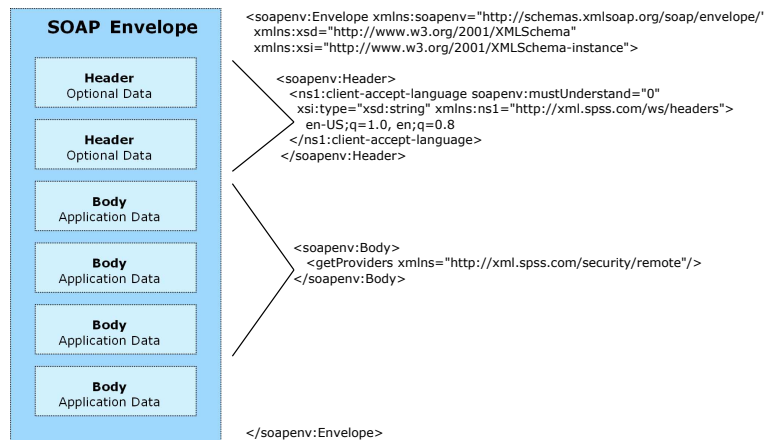 SOAP Envelope
Header
Optional Data
Header
Optional Data
Body
Application Data
Body
Application Data
Body
Application Data
Body
Application Data
<soapenv:Envelope xmlns:soapenv="http://schemas.xmlsoap.org/soap/envelope/"
xmlns:xsd="http://www.w3.org/2001/XMLSchema"
xmlns:xsi="http://www.w3.org/2001/XMLSchema-instance">
<soapenv:Header>
<ns1:client-accept-language soapenv:mustUnderstand="0"
xsi:type="xsd:string" xmlns:ns1="http://xml.spss.com/ws/headers">
en-US;q=1.0, en;q=0.8
</ns1:client-accept-language>
</soapenv:Header>
<soapenv:Body>
<getProviders xmlns="http://xml.spss.com/security/remote"/>
</soapenv:Body>
</soapenv:Envelope>